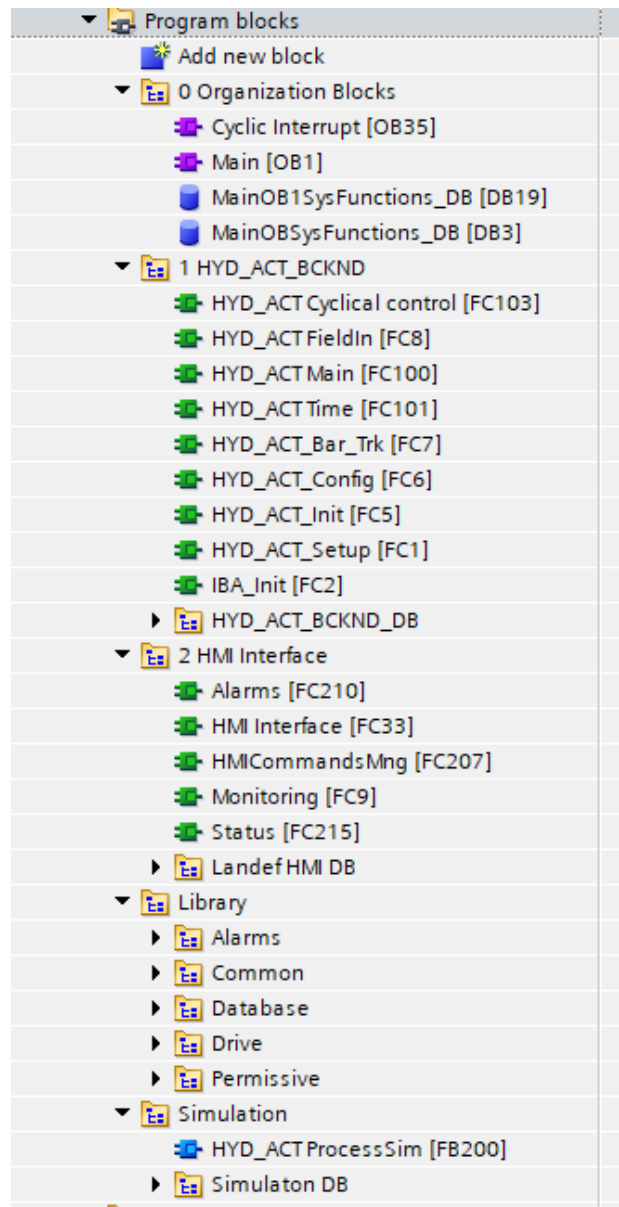 Program blocks
Add new block
0 Organization Blocks
Cyclic Interrupt [OB35]
Main [OB1]
MainOB1SysFunctions_DB [DB19]
MainOBSysFunctions_DB [DB3]
1 HYD_ACT_BCKND
HYD_ACT Cyclical control [FC103]
HYD_ACT FieldIn [FC8]
HYD_ACT Main [FC100]
HYD_ACT Time [FC101]
HYD_ACT_Bar_Trk [FC7]
HYD_ACT_Config [FC6]
HYD_ACT_Init [FC5]
HYD_ACT_Setup [FC1]
IBA_Init [FC2]
HYD_ACT_BCKND_DB
2 HMI Interface
Alarms [FC210]
HMI Interface [FC33]
HMICommandsMng [FC207]
Monitoring [FC9]
Status [FC215]
Landef HMI DB
Library
Alarms
Common
Database
Drive
Permissive
Simulation
HYD_ACT ProcessSim [FB200]
Simulaton DB